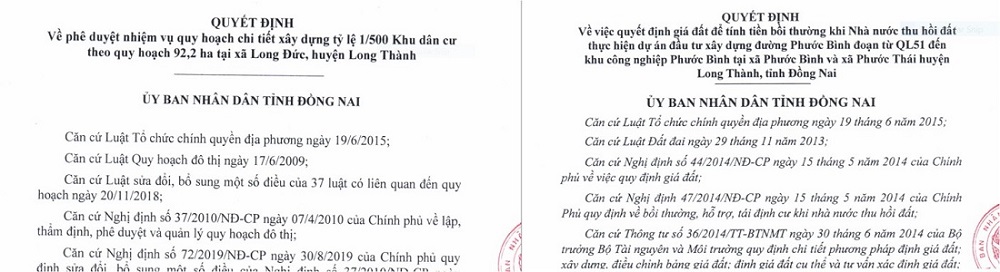 QUYẾT ĐỊNH
Về phê duyệt nhiệm vụ quy hoạch chi tiết xây dựng tỷ lệ 1/500 Khu dân cư
theo quy hoạch 92,2 ha tại xã Long Đức, huyện Long Thành
ỦY BAN NHÂN DÂN TỈNH ĐỒNG NAI
Căn cứ Luật Tổ chức chính quyền địa phương ngày 19/6/2015;
Căn cứ Luật Quy hoạch đô thị ngày 17/6/2009;
Căn cứ Luật sửa đổi, bổ sung một số điều của 37 luật có liên quan đến quy
hoạch ngày 20/11/2018;
Căn cứ Nghị định số 37/2010/NĐ-CP ngày 07/4/2010 của Chính phủ về lập,
thẩm định, phê duyệt và quản lý quy hoạch đô thị;
Căn cứ Nghị định số 72/2019/NĐ-CP ngày 30/8/2019 của Chính phủ quy
định sửa đổi, bổ sung một số điều của Nghị định số 37/2010/NĐ-CP ngày
QUYẾT ĐỊNH
Về việc quyết định giá đất để tính tiền bồi thường khi Nhà nước thu hồi đất
thực hiện dự án đầu tư xây dựng đường Phước Bình đoạn từ QL51 đến
khu công nghiệp Phước Bình tại xã Phước Bình và xã Phước Thái huyện
Long Thành, tỉnh Đồng Nai
ỦY BAN NHÂN DÂN TỈNH ĐỒNG NAI
Căn cứ Luật Tổ chức chính quyền địa phương ngày 19 tháng 6 năm 2015;
Căn cứ Luật Đất đai ngày 29 tháng 11 năm 2013;
Căn cứ Nghị định số 44/2014/NĐ-CP ngày 15 tháng 5 năm 2014 của Chính
phủ về việc quy định giá đất;
Căn cứ Nghị định 47/2014/NĐ-CP ngày 15 tháng 5 năm 2014 của Chính
Phủ quy định về bồi thường, hỗ trợ, tái định cư khi nhà nước thu hồi đất;
Căn cứ Thông tư số 36/2014/TT-BTNMT ngày 30 tháng 6 năm 2014 của Bộ
trưởng Bộ Tài nguyên và Môi trường quy định chi tiết phương pháp định giá đất;
xây dựng, điều chỉnh bảng giá đất; định giá đất cụ thể và tư vấn xác định giá đất;